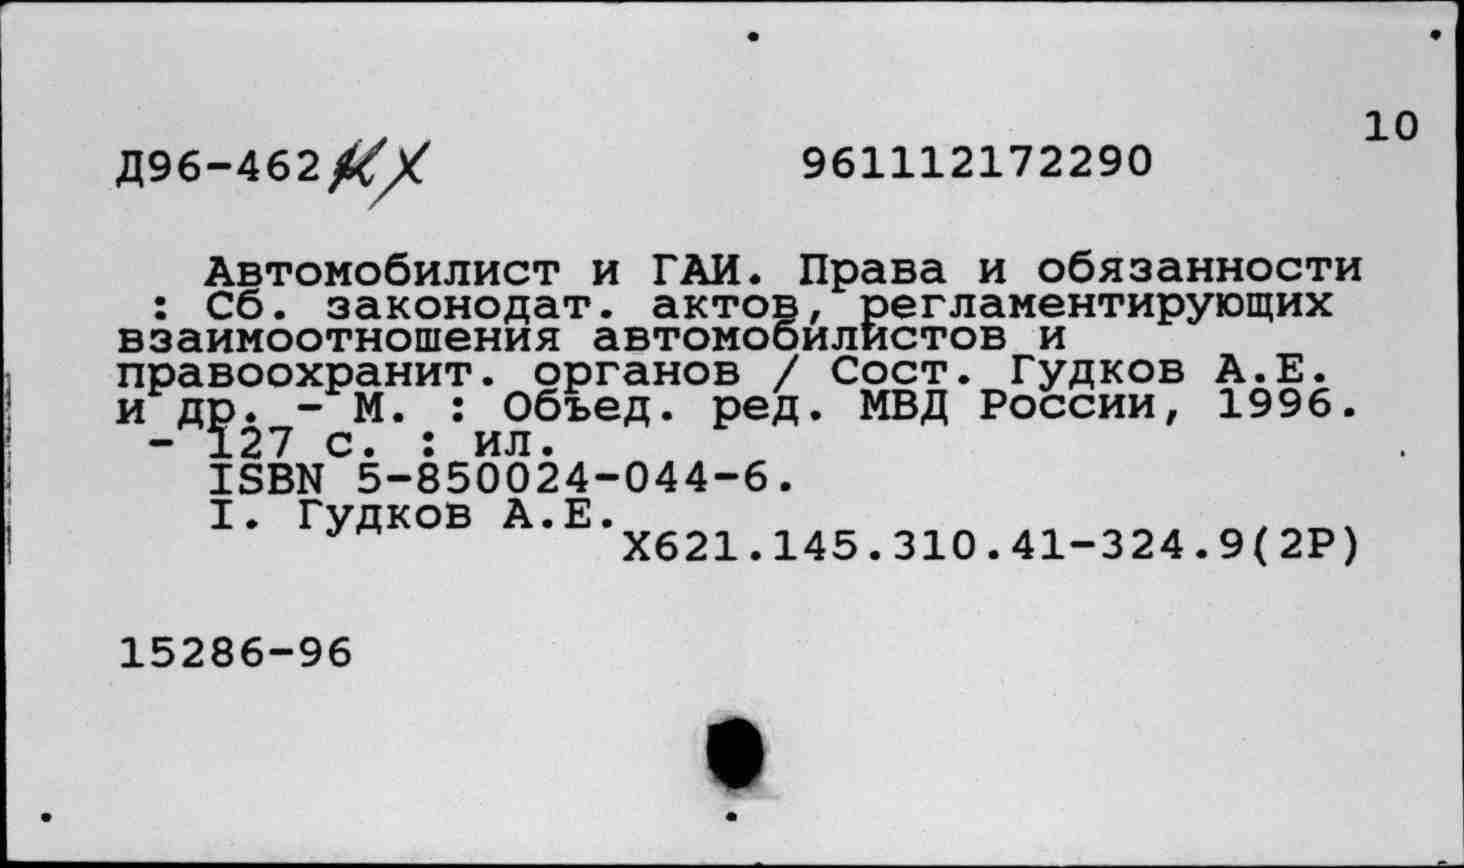 10
Д96-462 КХ 961112172290
Автомобилист и ГАИ. Права и обязанности
: Сб. законодат. актов, регламентирующих
взаимоотношения автомобилистов и
правоохранит. органов / Сост. Гудков А.Е.
и др. - М. : Объед. ред. МВД России, 1996.
- 127 с. : ил.
ISBN 5-850024-044-6.
I. Гудков А.Е.
Х621.145.310.41-324.9(2Р)
15286-96